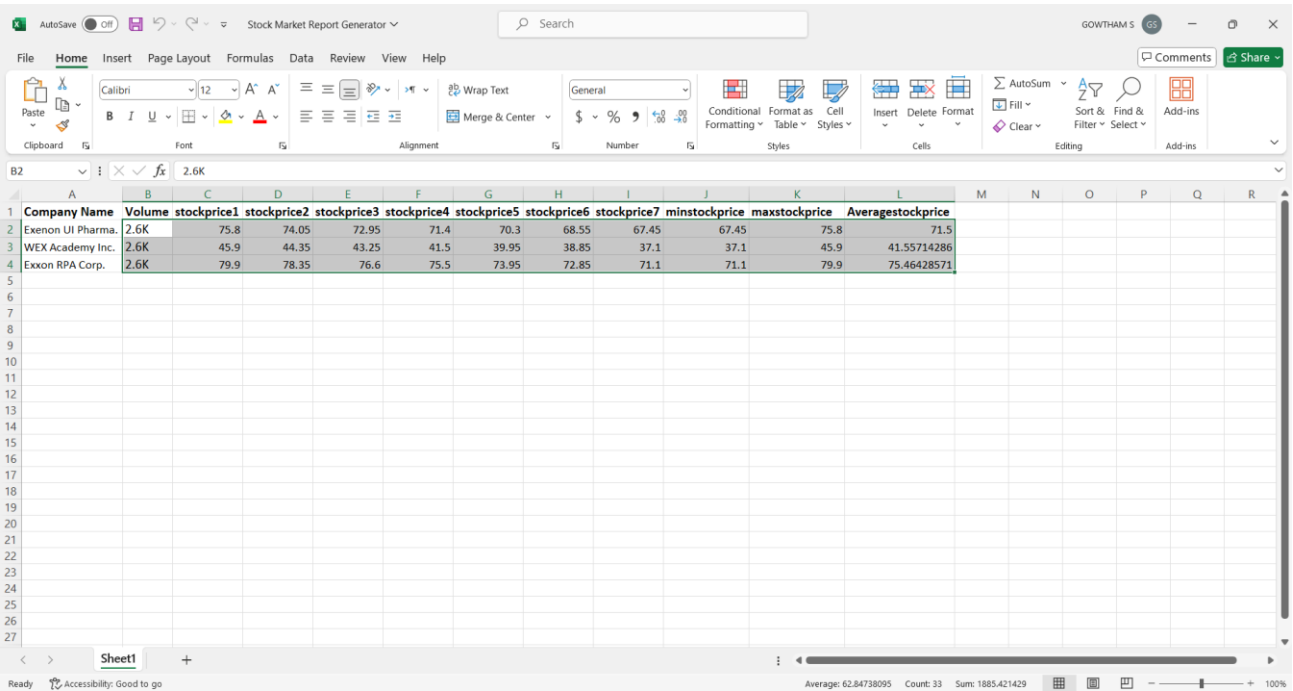 AutoSave Off Stock Market Report Generator Search GOWTHAM S GS
File Home Insert Page Layout Formulas Data Review View Help Comments Share
Paste Calibri 12 A^ A˅ Wrap Text General Conditional Formatting Format as Table Cell Styles Insert Delete Format AutoSum Fill Clear Sort & Filter Find & Select Add-ins
B I U A Merge & Center $ % 9
Clipboard Font Alignment Number Styles Cells Editing Add-ins
B2 fx 2.6K
A B C D E F G H I J K L M N O P Q R
1 Company Name Volume stockprice1 stockprice2 stockprice3 stockprice4 stockprice5 stockprice6 stockprice7 minstockprice maxstockprice Averagestockprice
2 Exenon UI Pharma. 2.6K 75.8 74.05 72.95 71.4 70.3 68.55 67.45 67.45 75.8 71.5
3 WEX Academy Inc. 2.6K 45.9 44.35 43.25 41.5 39.95 38.85 37.1 37.1 45.9 41.55714286
4 Exxon RPA Corp. 2.6K 79.9 78.35 76.6 75.5 73.95 72.85 71.1 71.1 79.9 75.46428571
5
6
7
8
9
10
11
12
13
14
15
16
17
18
19
20
21
22
23
24
25
26
27
Sheet1 +
Ready Accessibility: Good to go Average: 62.84738095 Count: 33 Sum: 1885.421429 100%